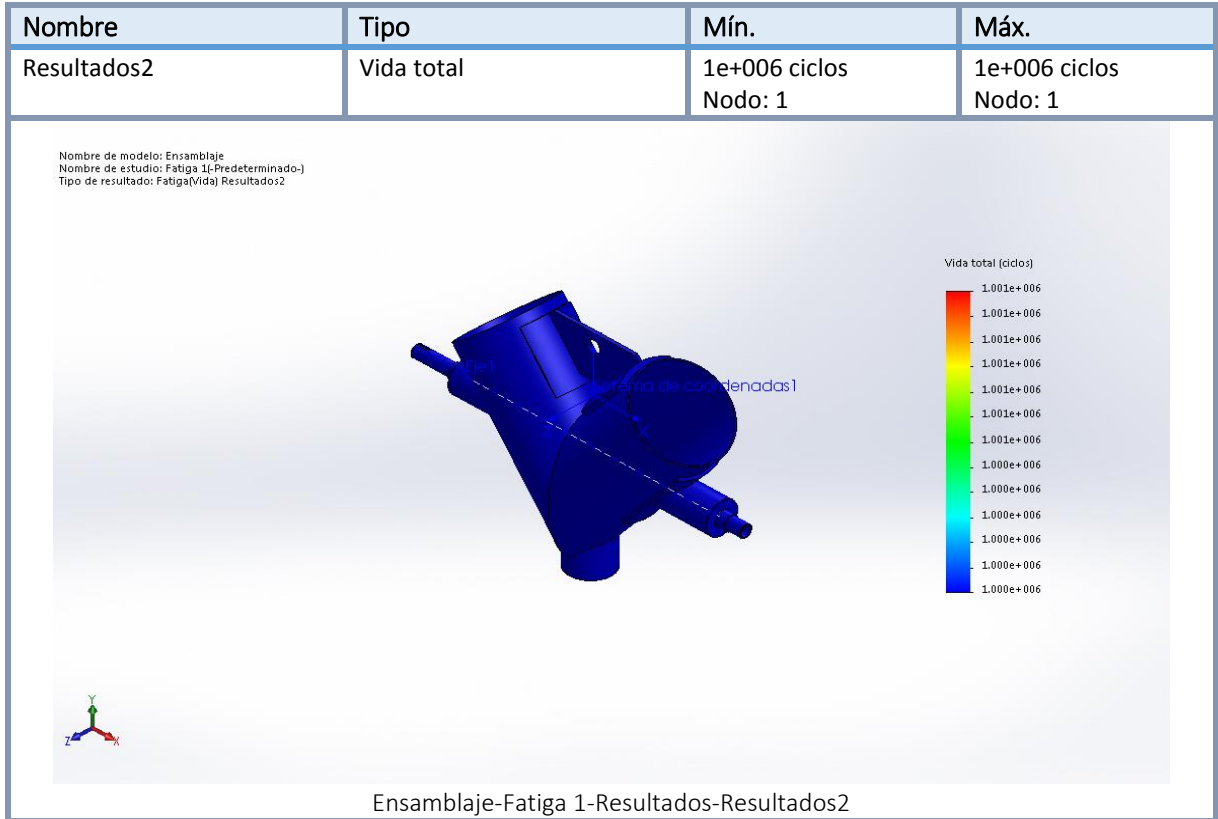 Nombre Tipo Mín. Máx.
Resultados2 Vida total 1e+006 ciclos 1e+006 ciclos
Nodo: 1 Nodo: 1
Nombre de modelo: Ensamblaje
Nombre de estudio: Fatiga 1(-Predeterminado-)
Tipo de resultado: Fatiga(Vida) Resultados2
Vida total (ciclos)
1.001e+006
1.001e+006
1.001e+006
1.001e+006
1.001e+006
1.001e+006
1.001e+006
1.000e+006
1.000e+006
1.000e+006
1.000e+006
1.000e+006
1.000e+006
Eje1
de coordenadas1
Y
Z
X
Ensamblaje-Fatiga 1-Resultados-Resultados2